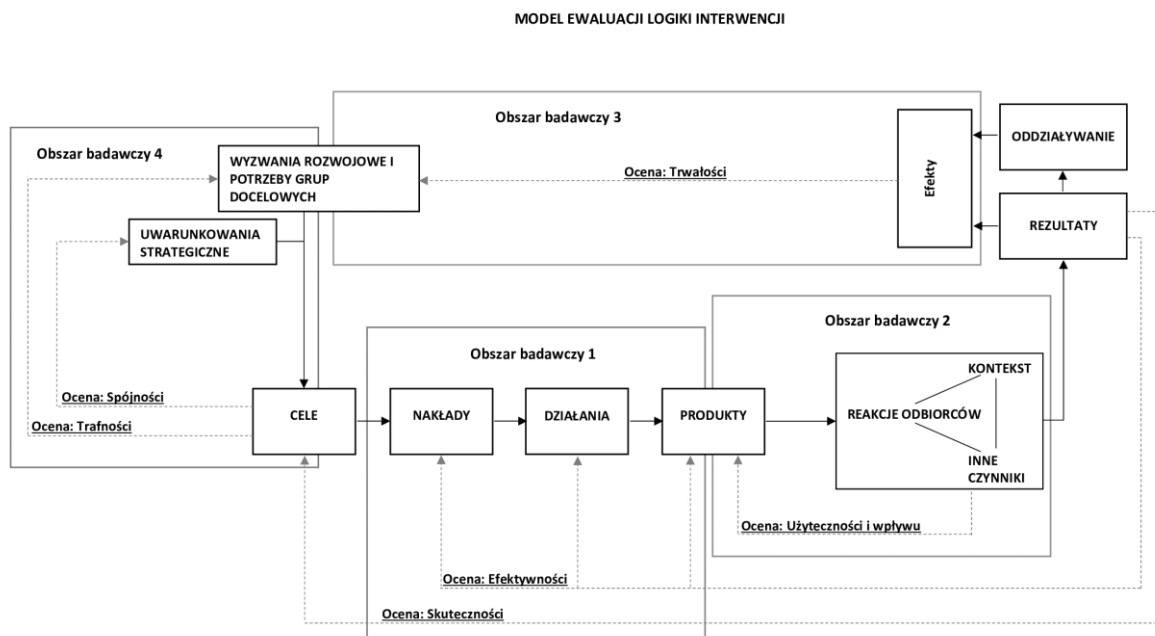 MODEL EWALUACJI LOGIKI INTERWENCJI
Obszar badawczy 3
Obszar badawczy 4
WYZWANIA ROZWOJOWE I
POTRZEBY GRUP
DOCELOWYCH
Ocena: Trwałości
Efekty
ODDZIAŁYWANIE
UWARUNKOWANIA
STRATEGICZNE
REZULTATY
Obszar badawczy 1
Obszar badawczy 2
Ocena: Spójności
Ocena: Trafności
CELE
NAKŁADY
DZIAŁANIA
PRODUKTY
KONTEKST
REAKCJE ODBIORCÓW
INNE
CZYNNIKI
Ocena: Użyteczności i wpływu
Ocena: Efektywności
Ocena: Skuteczności